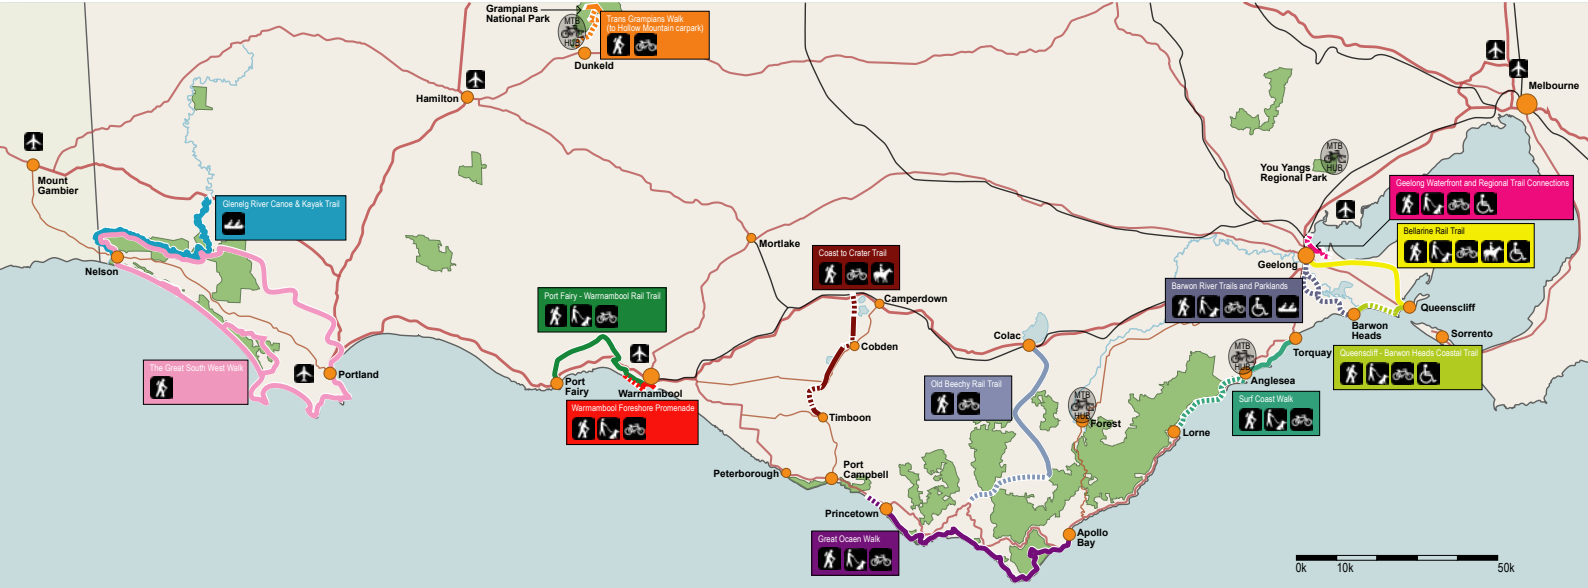 Grampians
National Park
MTB
HUB
Trans Grampians Walk
(to Hollow Mountain carpark)
Dunkeld
Hamilton
Melbourne
Mount
Gambier
MTB
HUB
You Yangs
Regional Park
Geelong Waterfront and Regional Trail Connections
Glenelg River Canoe & Kayak Trail
Bellarine Rail Trail
Mortlake
Coast to Crater Trail
Nelson
Geelong
Barwon River Trails and Parklands
Port Fairy - Warrnambool Rail Trail
Camperdown
Queenscliff
Barwon
Heads
Sorrento
Colac
Cobden
Torquay
MTB
HUB
Queenscliff - Barwon Heads Coastal Trail
The Great South West Walk
Portland
Port
Fairy
Warrnambool
Old Beechy Rail Trail
Anglesea
Surf Coast Walk
Warrnambool Foreshore Promenade
Timboon
MTB
HUB
Forest
Lorne
Peterborough
Port
Campbell
Princetown
Great Ocaen Walk
Apollo
Bay
0k 10k 50k